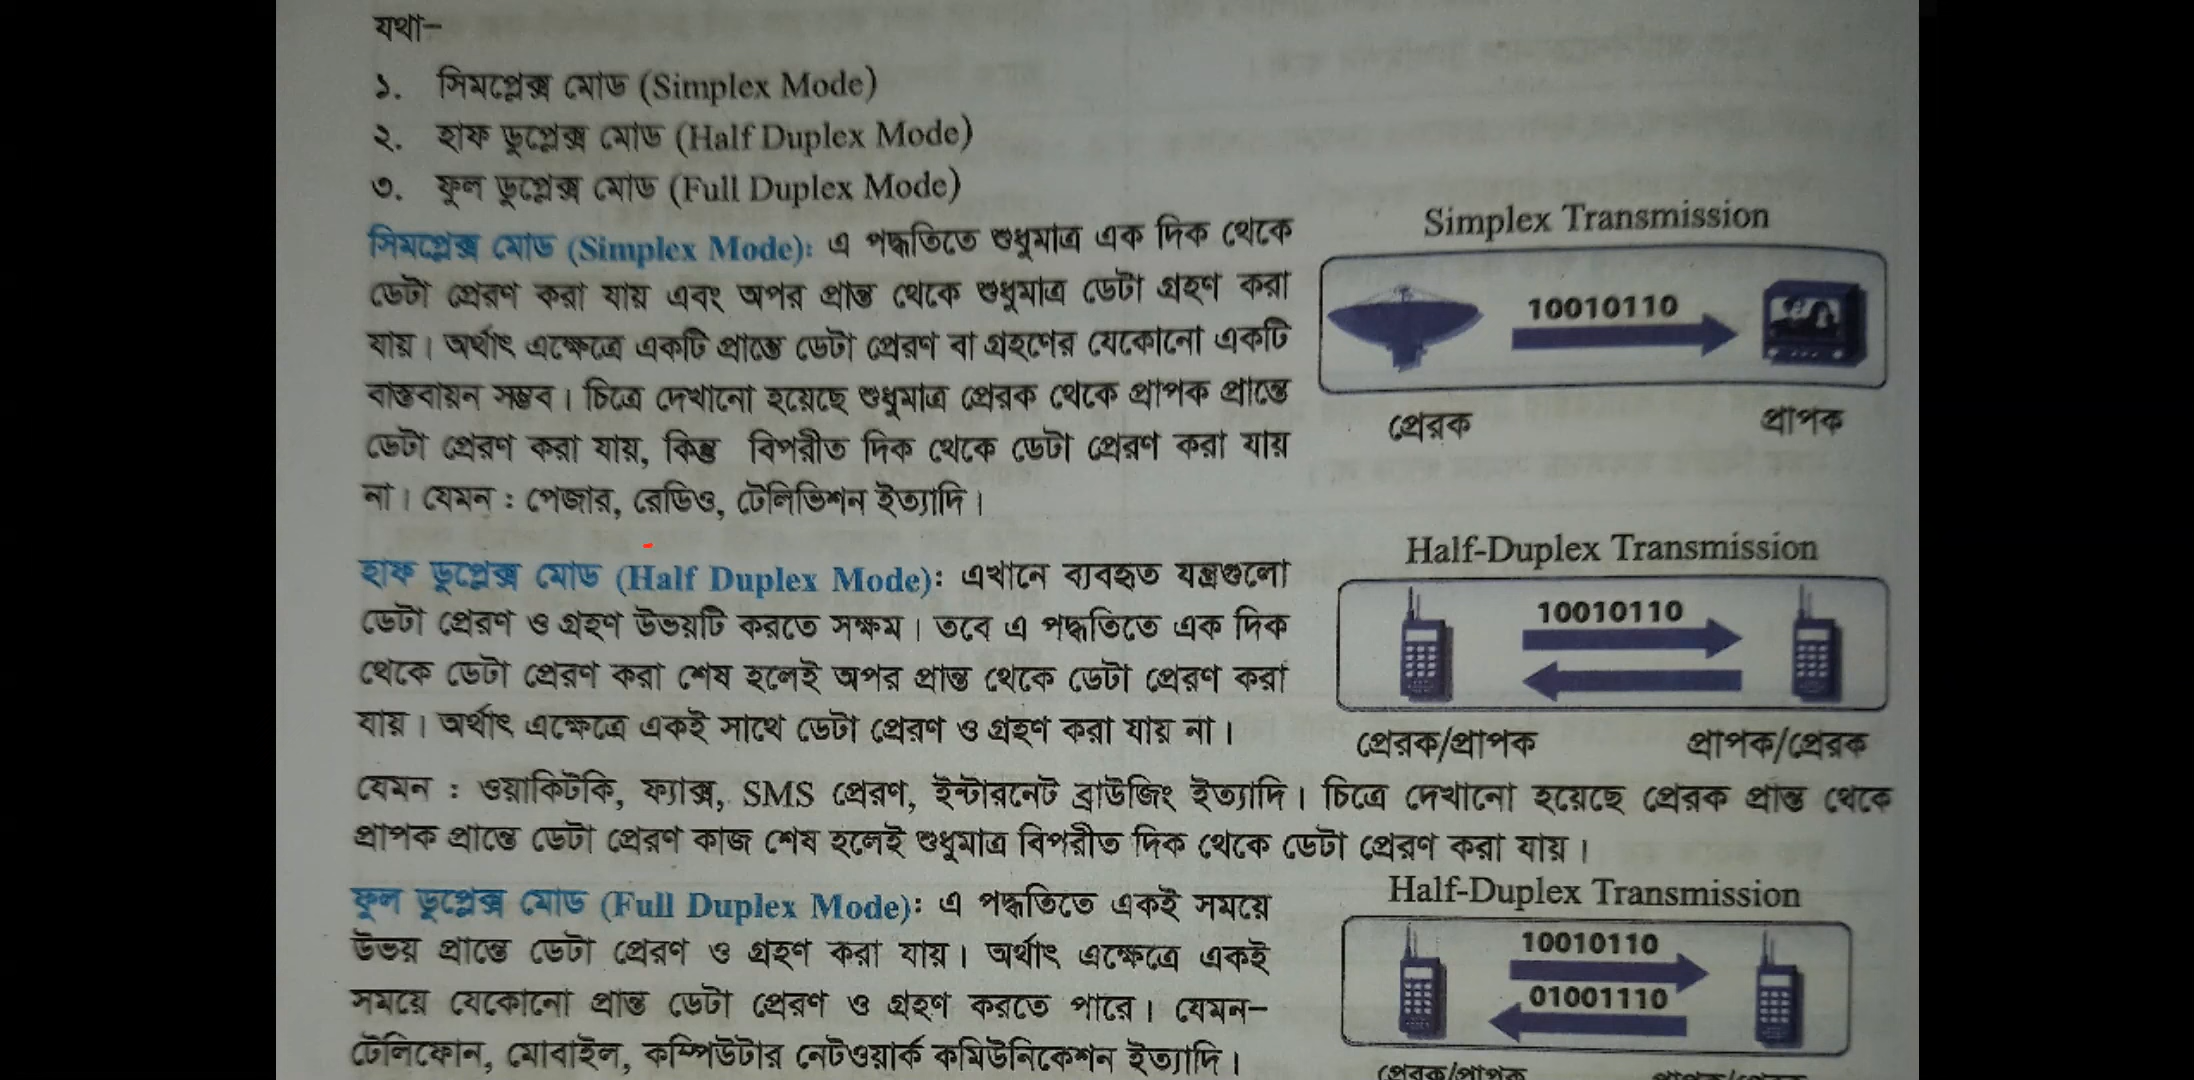 যথা–
১. সিমপ্লেক্স মোড (Simplex Mode)
২. হাফ ডুপ্লেক্স মোড (Half Duplex Mode)
৩. ফুল ডুপ্লেক্স মোড (Full Duplex Mode)
সিমপ্লেক্স মোড (Simplex Mode): এ পদ্ধতিতে শুধুমাত্র এক দিক থেকে
ডেটা প্রেরণ করা যায় এবং অপর প্রান্ত থেকে শুধুমাত্র ডেটা গ্রহণ করা
যায়। অর্থাৎ এক্ষেত্রে একটি প্রান্তে ডেটা প্রেরণ বা গ্রহণের যেকোনো একটি
বাস্তবায়ন সম্ভব। চিত্রে দেখানো হয়েছে শুধুমাত্র প্রেরক থেকে প্রাপক প্রান্তে
ডেটা প্রেরণ করা যায়, কিন্তু বিপরীত দিক থেকে ডেটা প্রেরণ করা যায়
না। যেমন : পেজার, রেডিও, টেলিভিশন ইত্যাদি।
Simplex Transmission
10010110
প্রেরক প্রাপক
হাফ ডুপ্লেক্স মোড (Half Duplex Mode): এখানে ব্যবহৃত যন্ত্রগুলো
ডেটা প্রেরণ ও গ্রহণ উভয়টি করতে সক্ষম। তবে এ পদ্ধতিতে এক দিক
থেকে ডেটা প্রেরণ করা শেষ হলেই অপর প্রান্ত থেকে ডেটা প্রেরণ করা
যায়। অর্থাৎ এক্ষেত্রে একই সাথে ডেটা প্রেরণ ও গ্রহণ করা যায় না।
Half-Duplex Transmission
10010110
প্রেরক/প্রাপক প্রাপক/প্রেরক
যেমন : ওয়াকিটকি, ফ্যাক্স, SMS প্রেরণ, ইন্টারনেট ব্রাউজিং ইত্যাদি। চিত্রে দেখানো হয়েছে প্রেরক প্রান্ত থেকে
প্রাপক প্রান্তে ডেটা প্রেরণ কাজ শেষ হলেই শুধুমাত্র বিপরীত দিক থেকে ডেটা প্রেরণ করা যায়।
ফুল ডুপ্লেক্স মোড (Full Duplex Mode): এ পদ্ধতিতে একই সময়ে
উভয় প্রান্তে ডেটা প্রেরণ ও গ্রহণ করা যায়। অর্থাৎ এক্ষেত্রে একই
সময়ে যেকোনো প্রান্ত ডেটা প্রেরণ ও গ্রহণ করতে পারে। যেমন–
টেলিফোন, মোবাইল, কম্পিউটার নেটওয়ার্ক কমিউনিকেশন ইত্যাদি।
Half-Duplex Transmission
10010110
01001110
প্রেরক/প্রাপক প্রাপক/প্রেরক